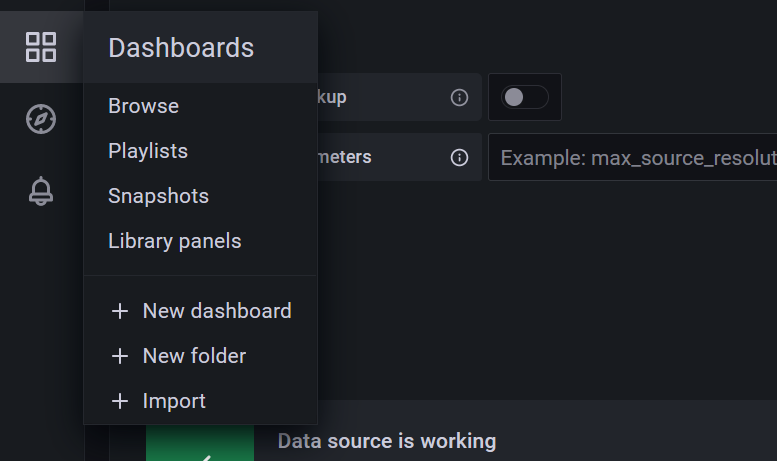 Dashboards
Browse
Playlists
Snapshots
Library panels
New dashboard
New folder
Import
kup
meters
Example: max_source_resolut
Data source is working